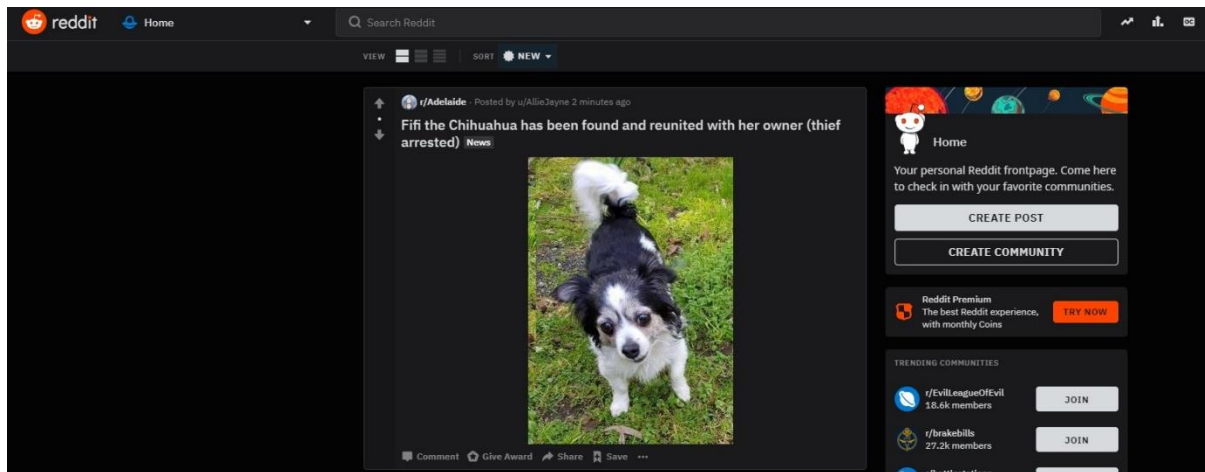 reddit Home Search Reddit
VIEW SORT NEW
r/Adelaide · Posted by u/AllieJayne 2 minutes ago
Fifi the Chihuahua has been found and reunited with her owner (thief
arrested) News
Comment Give Award Share Save ...
Home
Your personal Reddit frontpage. Come here
to check in with your favorite communities.
CREATE POST
CREATE COMMUNITY
Reddit Premium
The best Reddit experience,
with monthly Coins
TRY NOW
TRENDING COMMUNITIES
r/EvilLeagueOfEvil
18.6k members
JOIN
r/brakebills
27.2k members
JOIN